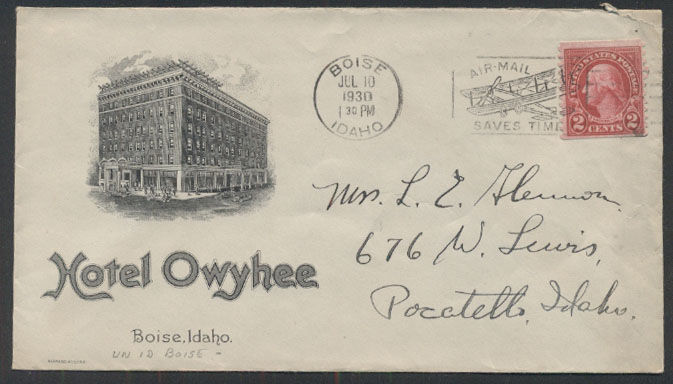 BOISE
JUL 10
1930
1 30 PM
IDAHO
AIR-MAIL
SAVES TIME
UNITED STATES POSTAGE
2 CENTS 2
Mrs. L. E. Glennon.
676 W. Lewis,
Pocatello, Idaho.
Hotel Owyhee
Boise, Idaho.
UN ID BOISE -